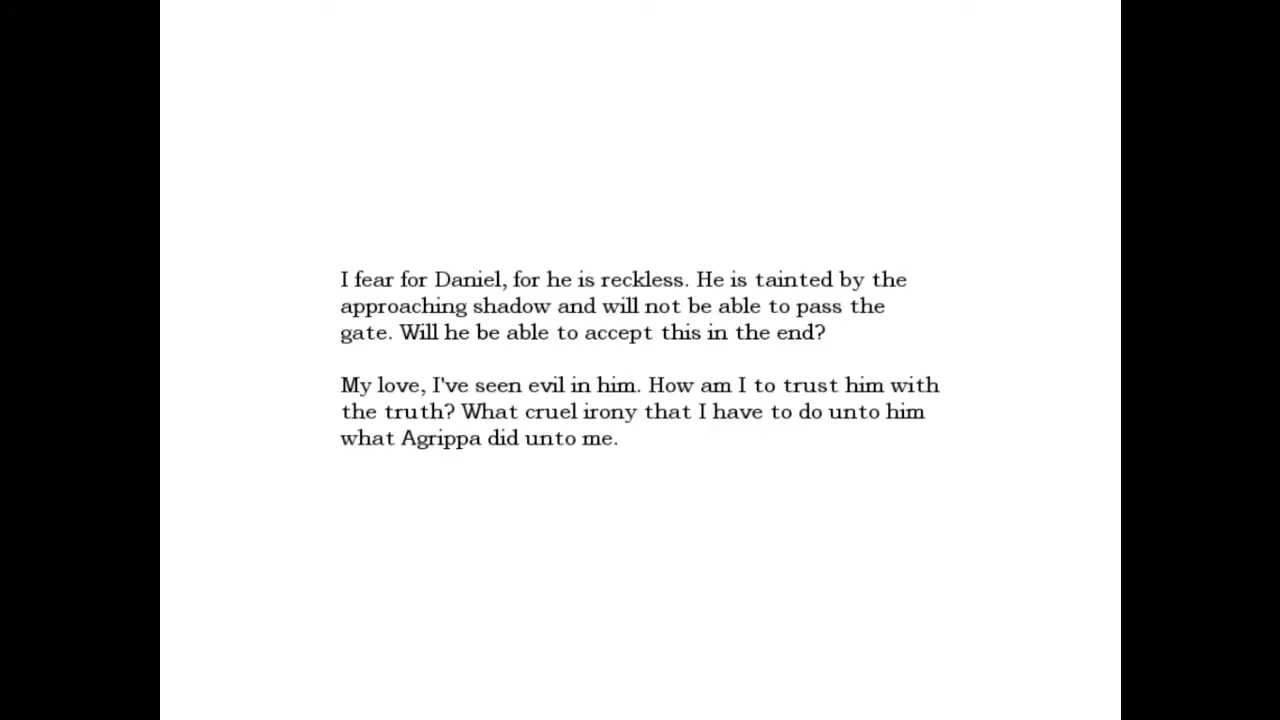 I fear for Daniel, for he is reckless. He is tainted by the
approaching shadow and will not be able to pass the
gate. Will he be able to accept this in the end?
My love, I've seen evil in him. How am I to trust him with
the truth? What cruel irony that I have to do unto him
what Agrippa did unto me.